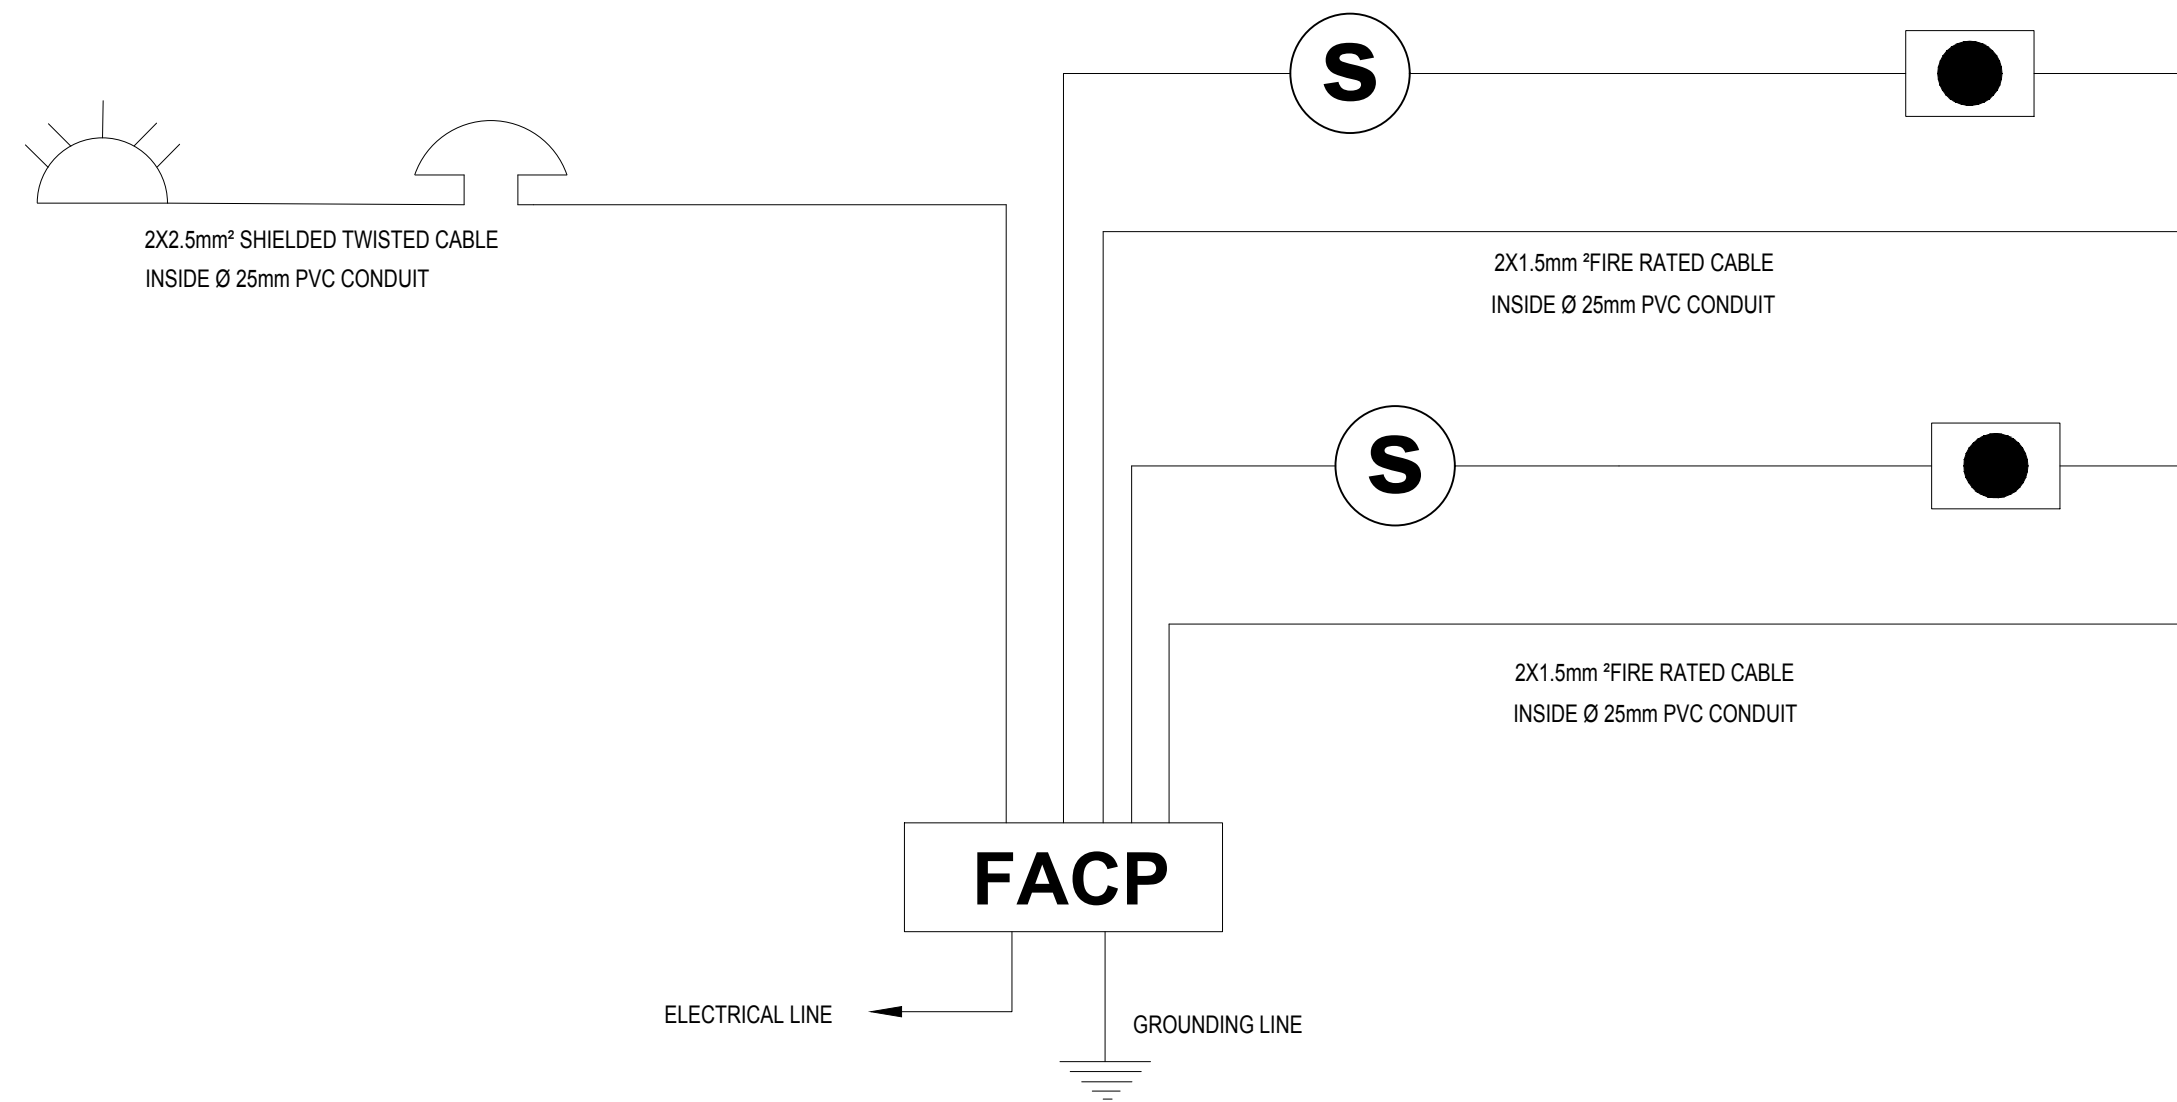 S
2X2.5mm² SHIELDED TWISTED CABLE
INSIDE Ø 25mm PVC CONDUIT
2X1.5mm ²FIRE RATED CABLE
INSIDE Ø 25mm PVC CONDUIT
S
2X1.5mm ²FIRE RATED CABLE
INSIDE Ø 25mm PVC CONDUIT
FACP
ELECTRICAL LINE
GROUNDING LINE